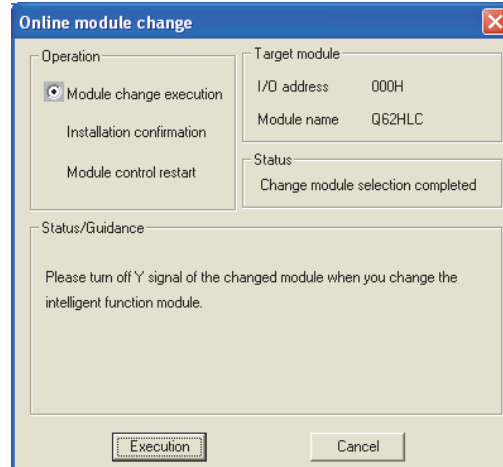 Online module change
Operation
Module change execution
Installation confirmation
Module control restart
Target module
I/O address 000H
Module name Q62HLC
Status
Change module selection completed
Status/Guidance
Please turn off Y signal of the changed module when you change the
intelligent function module.
Execution Cancel